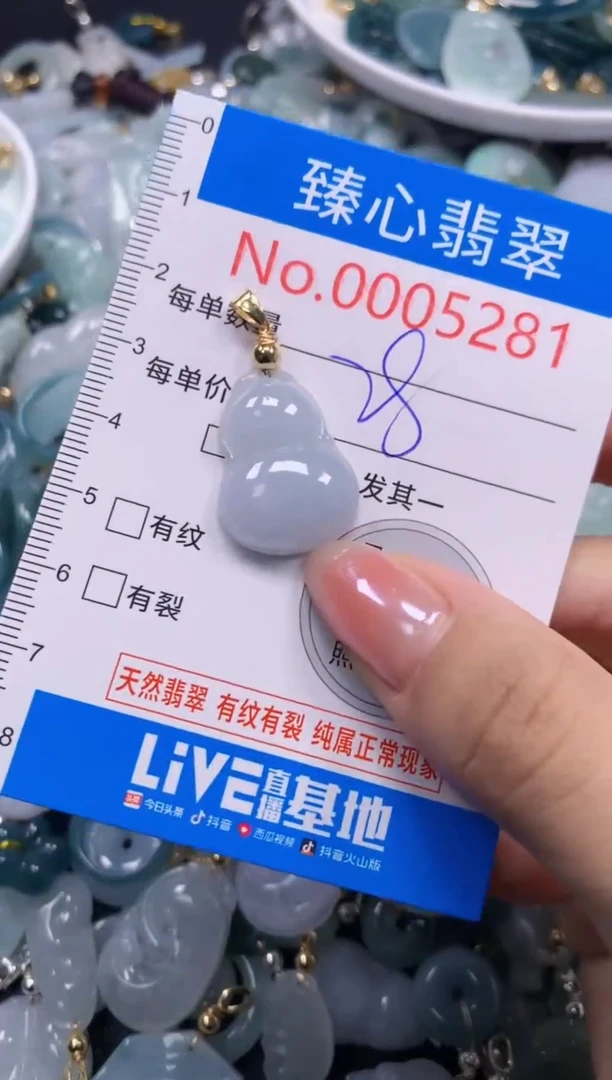 0
臻心翡翠
1
No.0005281
2
每单数量
28
3
每单价
4
发其一
5
有纹
6
有裂
照
7
天然翡翠 有纹有裂 纯属正常现象
8
LiVE直播基地
今日头条 抖音 西瓜视频 抖音火山版